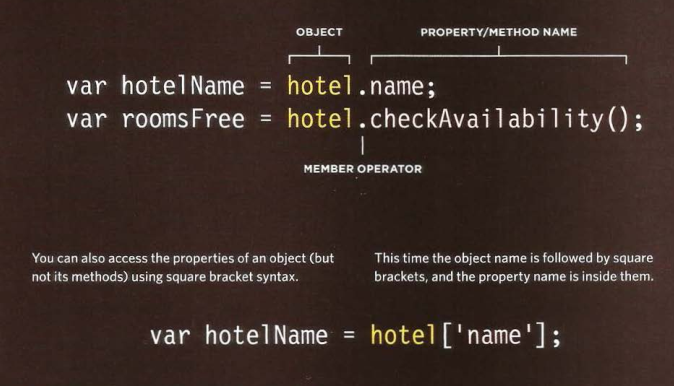 OBJECT PROPERTY/METHOD NAME
var hotelName = hotel.name;
var roomsFree = hotel.checkAvailability();
MEMBER OPERATOR
You can also access the properties of an object (but
not its methods) using square bracket syntax.
This time the object name is followed by square
brackets, and the property name is inside them.
var hotelName = hotel['name'];